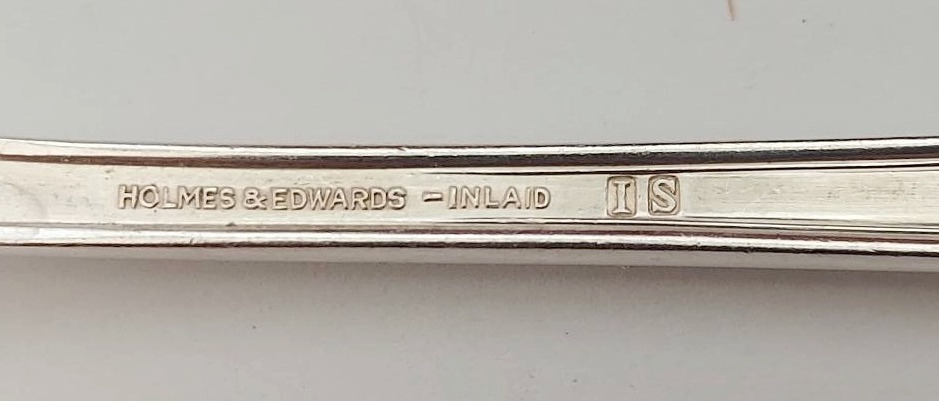 HOLMES & EDWARDS - INLAID IS